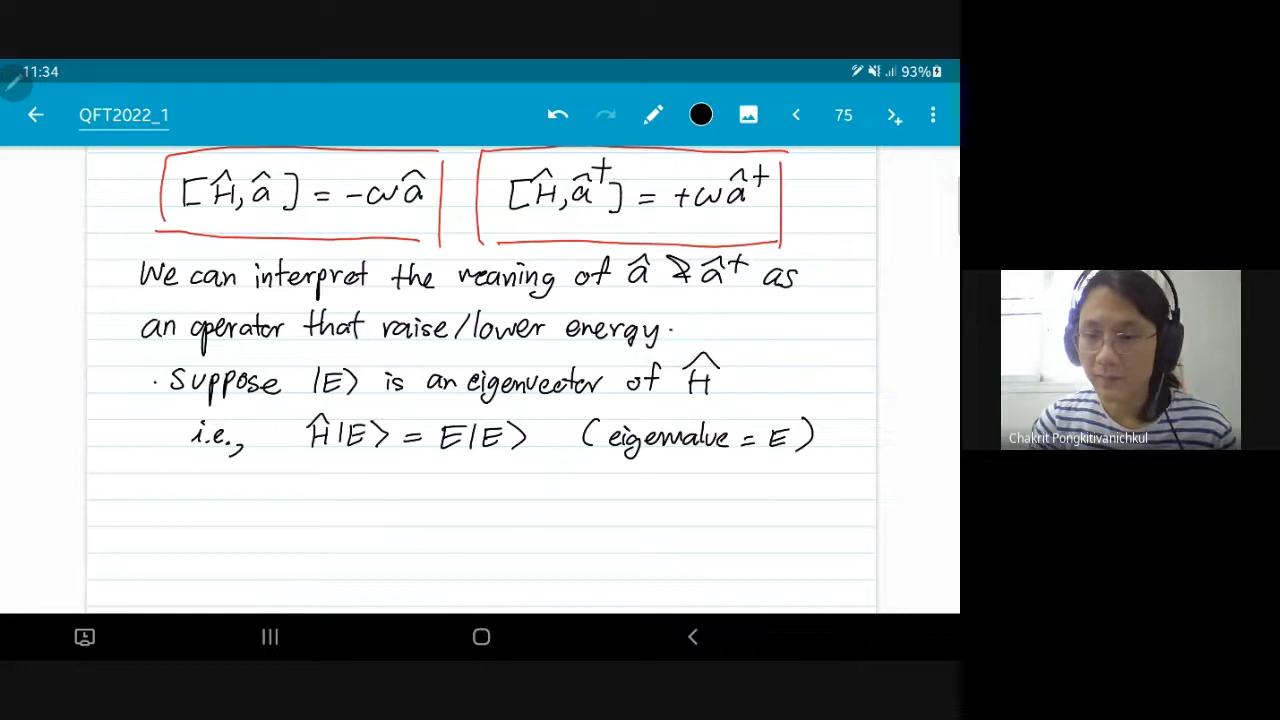 11:34
93%
QFT2022_1
75
[Ĥ, â] = -ωâ [Ĥ, â†] = +ωâ†
We can interpret the meaning of â & ↠as
an operator that raise/lower energy.
· Suppose |E⟩ is an eigenvector of Ĥ
i.e., Ĥ|E⟩ = E|E⟩ (eigenvalue = E)
Chakrit Pongkitivanichkul